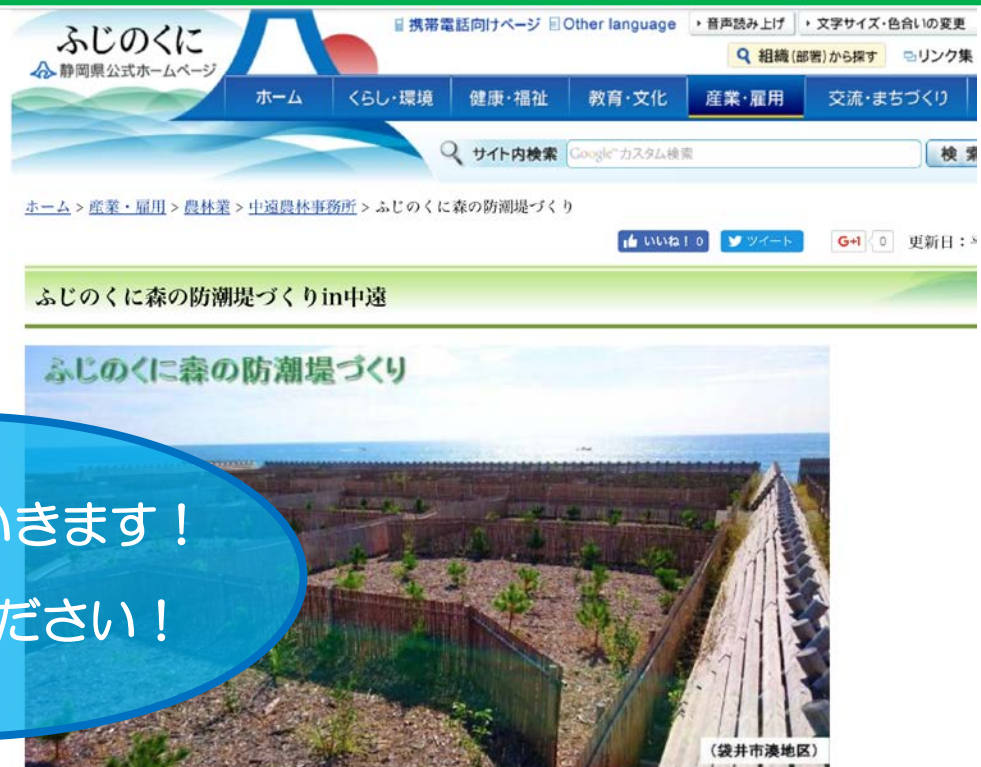 ふじのくに
静岡県公式ホームページ
携帯電話向けページ Other language 音声読み上げ 文字サイズ・色合いの変更
組織(部署)から探す リンク集
ホーム くらし・環境 健康・福祉 教育・文化 産業・雇用 交流・まちづくり
サイト内検索 Google カスタム検索 検索
ホーム > 産業・雇用 > 農林業 > 中遠農林事務所 > ふじのくに森の防潮堤づくり
いいね! 0 ツイート G+1 0 更新日:
ふじのくに森の防潮堤づくりin中遠
ふじのくに森の防潮堤づくり
いきます!
ださい!
(袋井市湊地区)